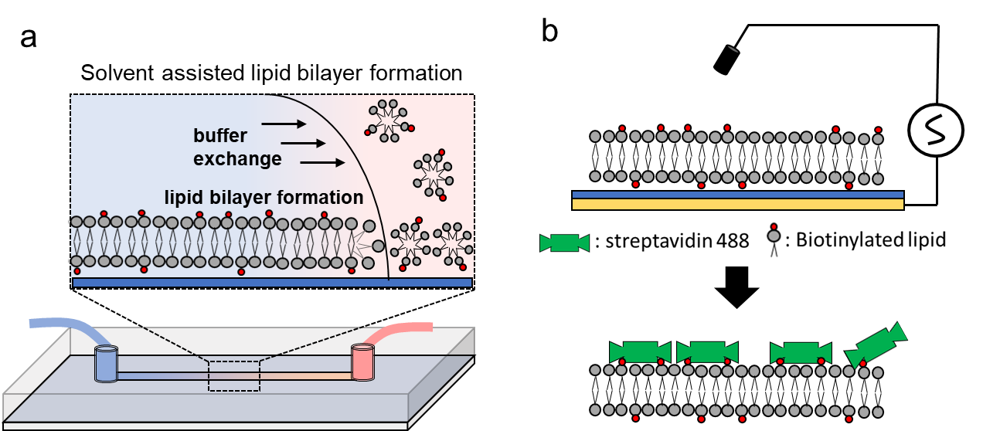 a
Solvent assisted lipid bilayer formation
buffer
exchange
lipid bilayer formation
b
: streptavidin 488
: Biotinylated lipid